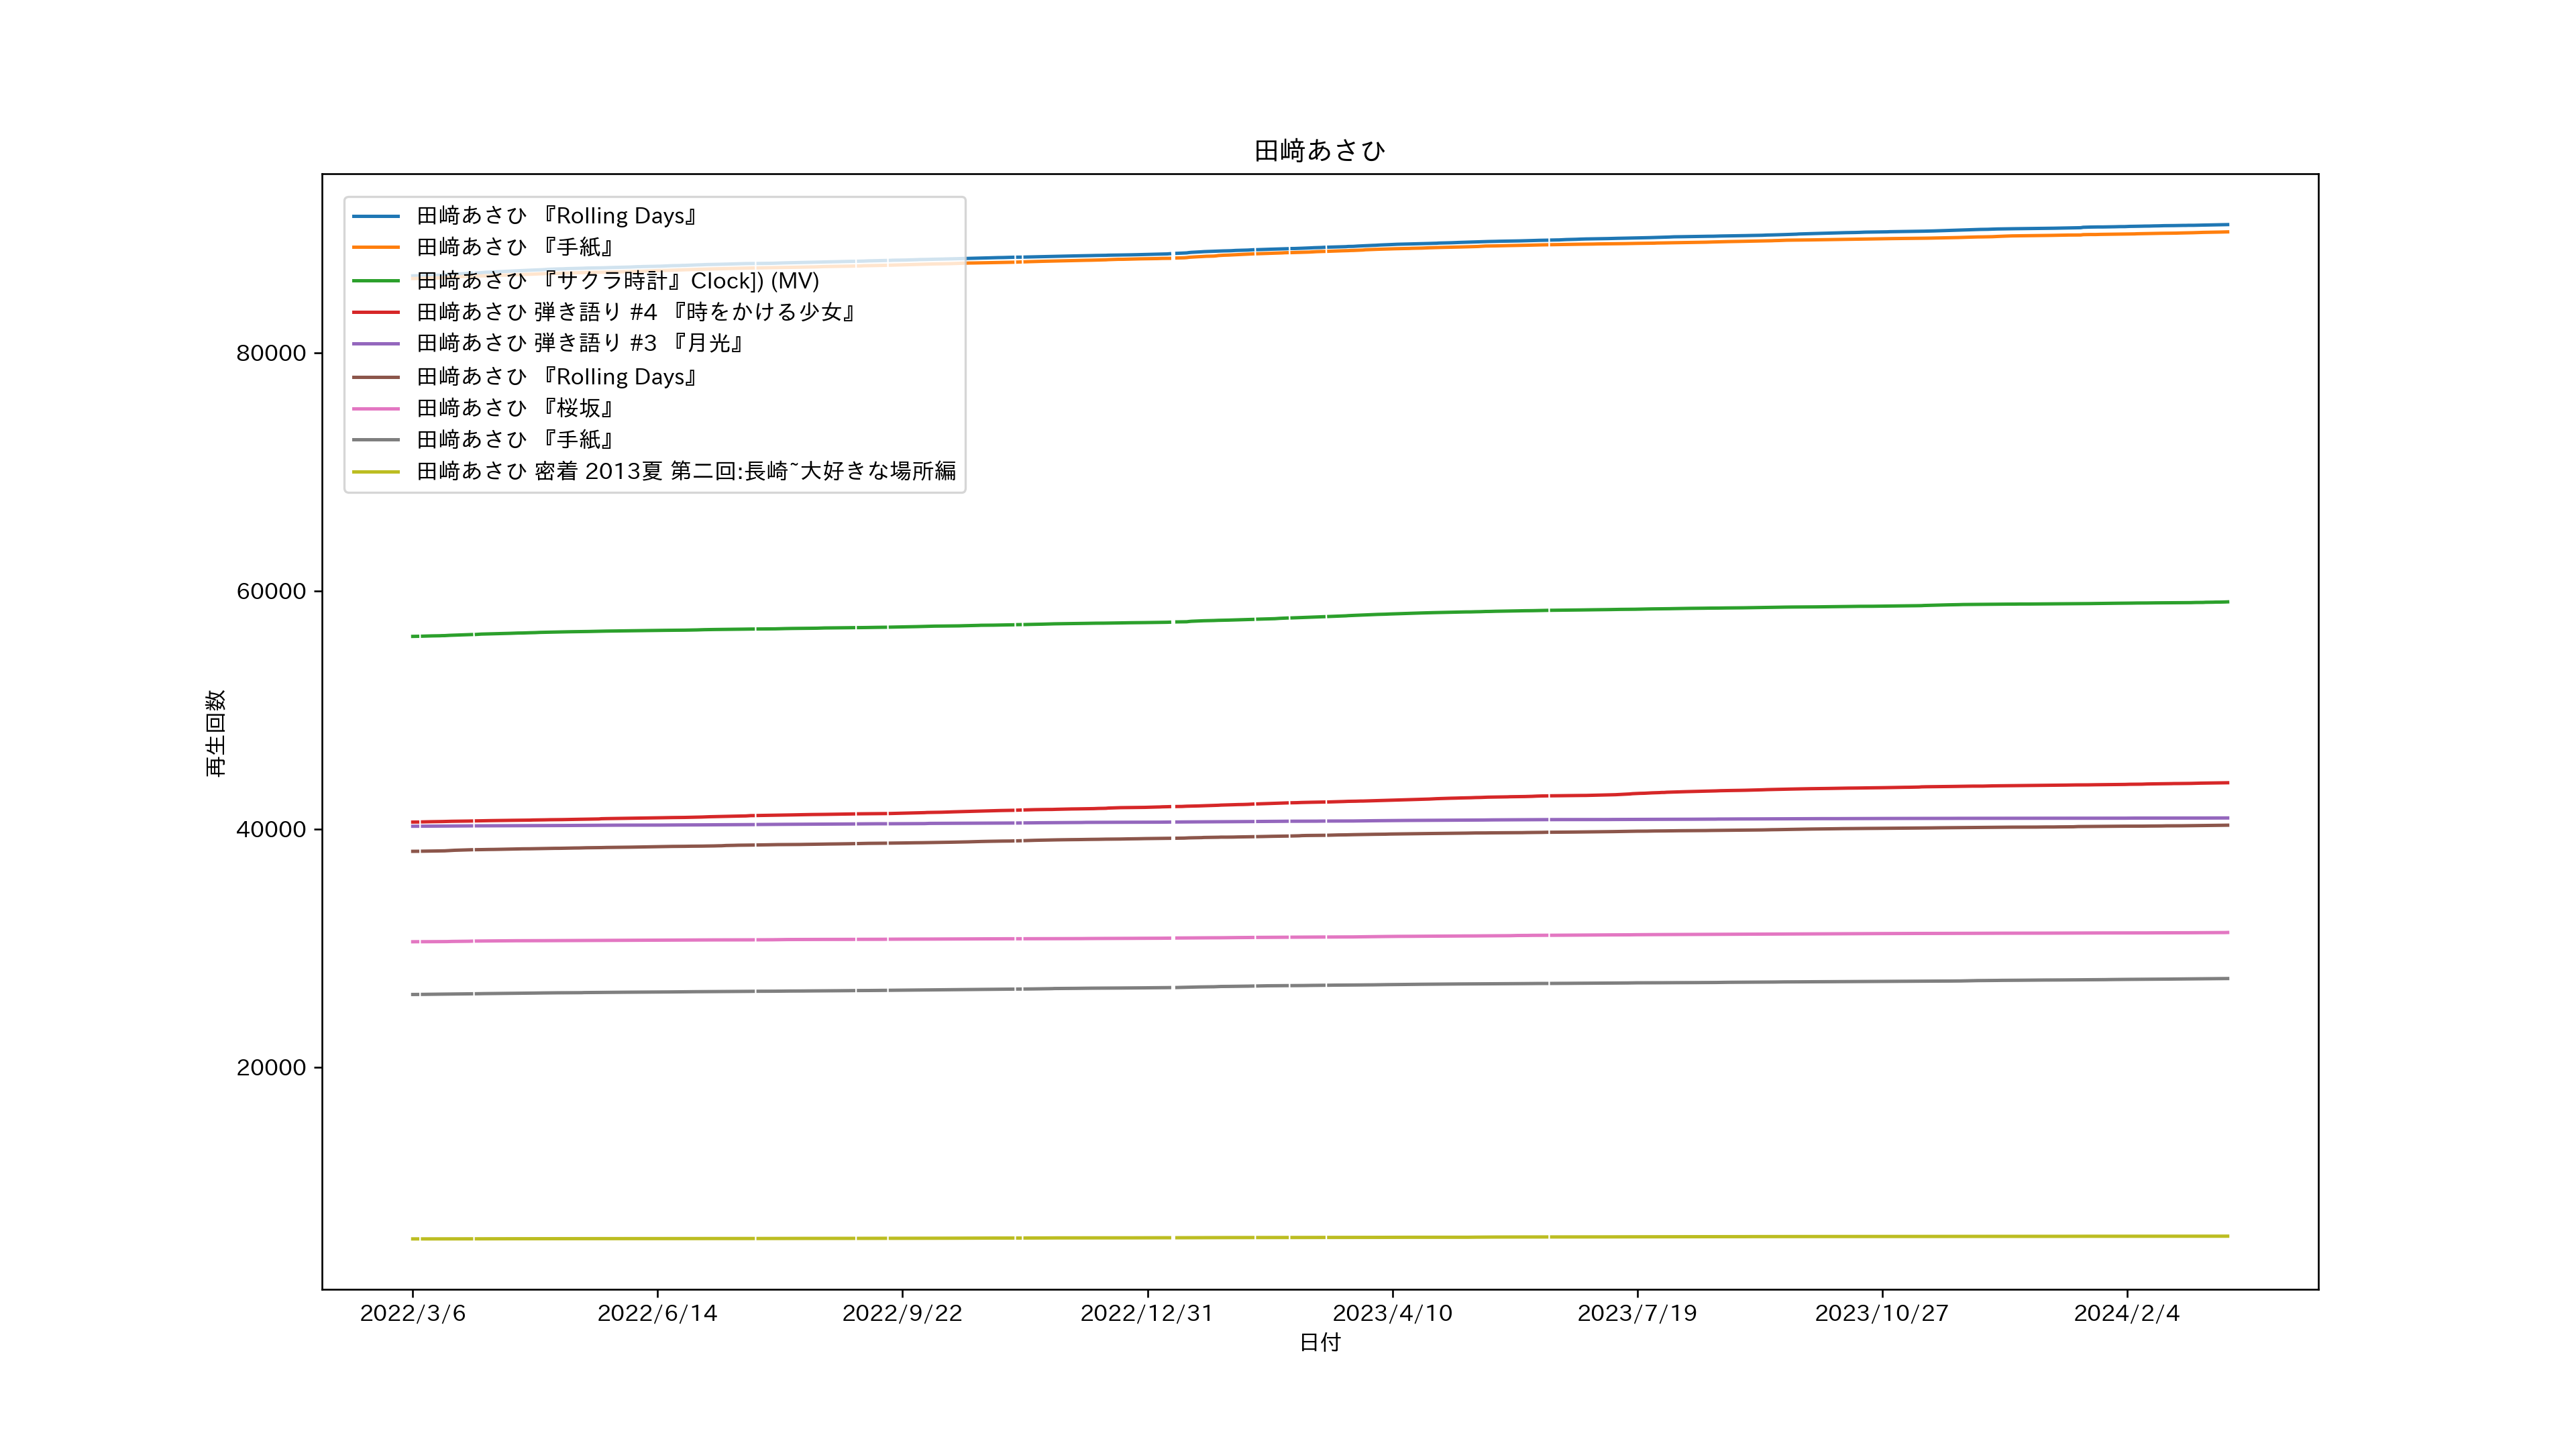 田﨑あさひ
田﨑あさひ 『Rolling Days』
田﨑あさひ 『手紙』
田﨑あさひ 『サクラ時計』Clock]) (MV)
田﨑あさひ 弾き語り #4 『時をかける少女』
田﨑あさひ 弾き語り #3 『月光』
田﨑あさひ 『Rolling Days』
田﨑あさひ 『桜坂』
田﨑あさひ 『手紙』
田﨑あさひ 密着 2013夏 第二回:長崎~大好きな場所編
80000
60000
40000
20000
再生回数
2022/3/6 2022/6/14 2022/9/22 2022/12/31 2023/4/10 2023/7/19 2023/10/27 2024/2/4
日付